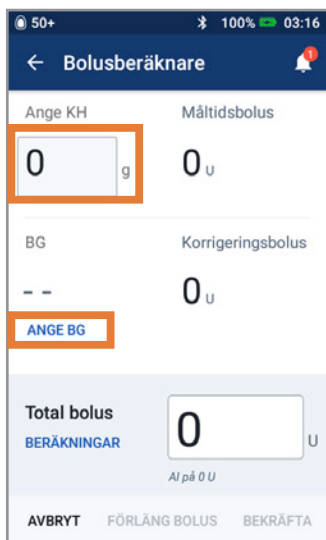 50+ 100% 03:16
← Bolusberäknare 1
Ange KH Måltidsbolus
0 g 0 U
BG Korrigeringsbolus
-- 0 U
ANGE BG
Total bolus
BERÄKNINGAR 0 U
AI på 0 U
AVBRYT FÖRLÄNG BOLUS BEKRÄFTA